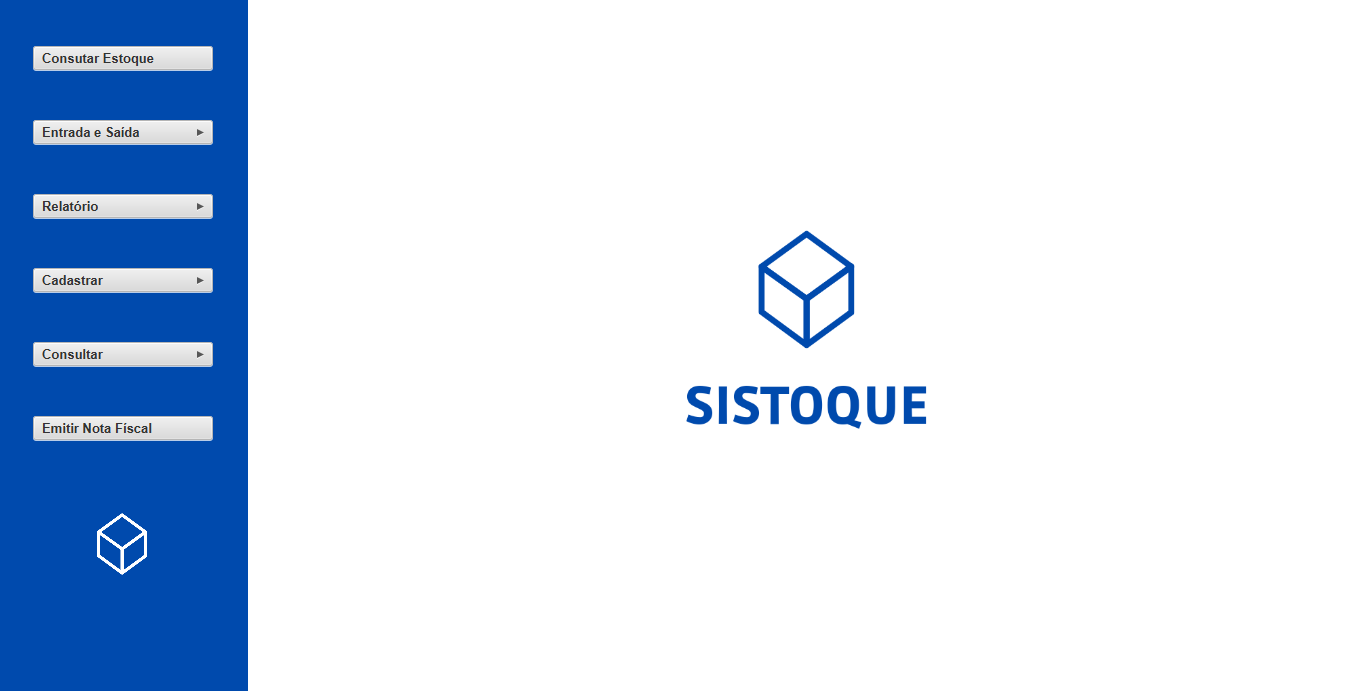 Consutar Estoque
Entrada e Saída
Relatório
Cadastrar
Consultar
Emitir Nota Físcal
SISTOQUE